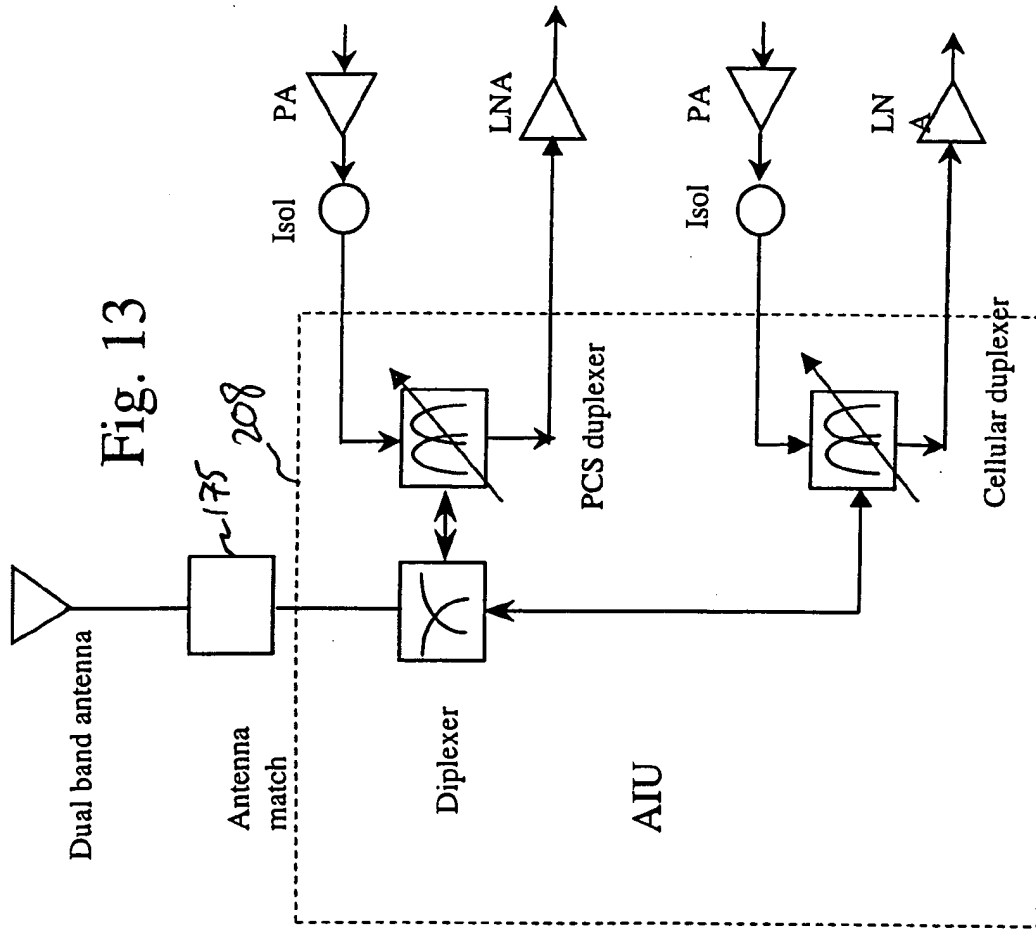 Fig. 13
Dual band antenna
Antenna
match
175
208
Diplexer
AIU
PCS duplexer
Cellular duplexer
Isol
PA
LNA
Isol
PA
LN
A